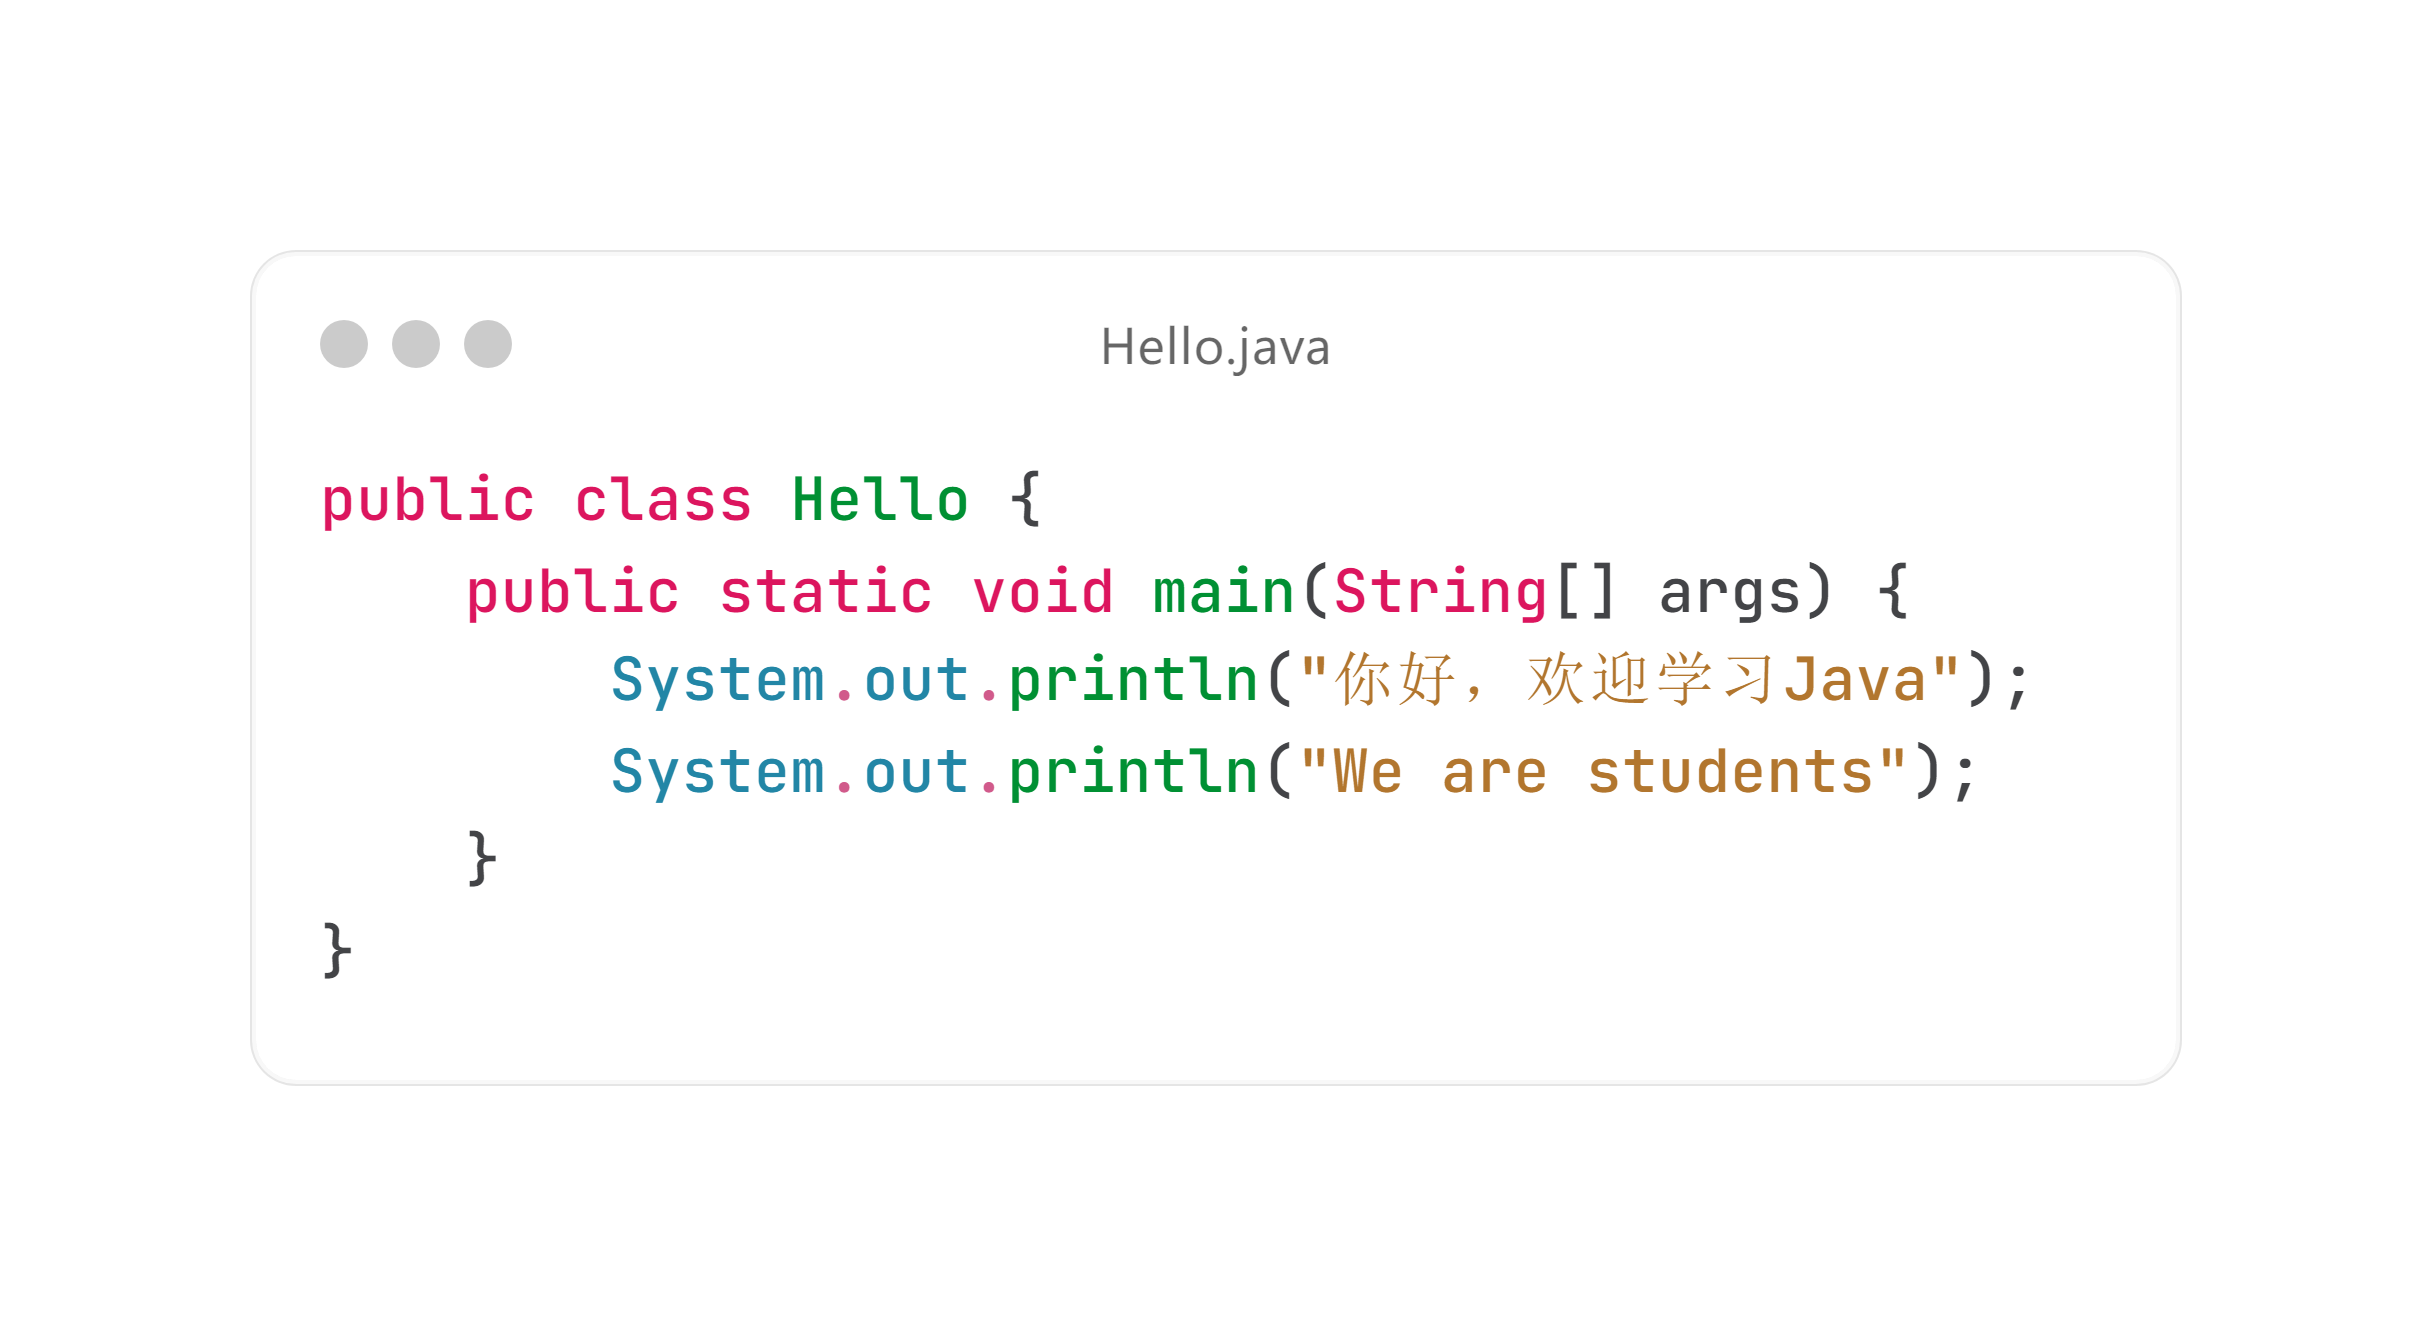 Hello.java
public class Hello {
    public static void main(String[] args) {
        System.out.println("你好，欢迎学习Java");
        System.out.println("We are students");
    }
}